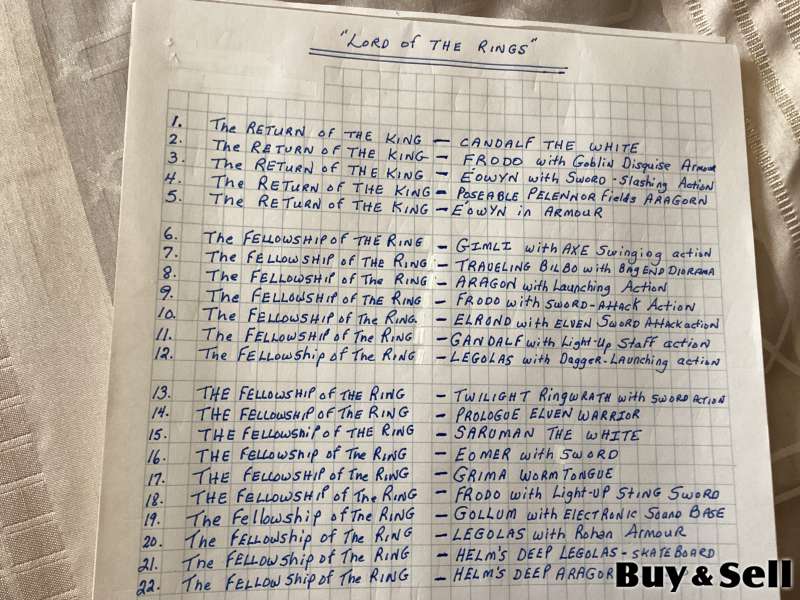 "LORD of THE RINGS"
1. The RETURN OF THE KING – CANDALF THE WHITE
2. The RETURN OF THE KING – FRODO with Goblin Disguise Armour
3. The RETURN OF THE KING – EÓWYN with SWORD-Slashing Action
4. The RETURN OF THE KING – POSEABLE PELENNOR Fields ARAGORN
5. The RETURN OF THE KING – EÓWYN in ARMOUR
6. The FELLOWSHIP OF THE RING – GIMLI with AXE Swinging action
7. The FELLOWSHIP OF THE RING – TRAVELING BILBO with BAG END DIORAMA
8. The FELLOWSHIP OF THE RING – ARAGON with Launching Action
9. The FELLOWSHIP OF THE RING – FRODO with SWORD-ATTACK Action
10. The FELLOWSHIP OF THE RING – ELROND with ELVEN SWORD ATTACK action
11. The FELLOWSHIP OF The RING – GANDALF with Light-Up Staff action
12. The FELLOWSHIP OF The RING – LEGOLAS with Dagger-Launching action
13. THE FELLOWSHIP of THE RING – TWILIGHT RingWRATH with SWORD ACTION
14. THE FELLOWSHIP of The RING – PROLOGUE ELVEN WARRIOR
15. THE FELLOWSHIP of THE RING – SARUMAN THE WHITE
16. The FELLOWSHIP of The RING – EOMER with SWORD
17. THE FELLOWSHIP of The RING – GRIMA WORMTONGUE
18. THE FELLOWSHIP OF The RING – FRODO with Light-UP Sting SWORD
19. The Fellowship of The RING – GOLLUM with ELECTRONIC Sound BASE
20. The Fellowship of The RING – LEGOLAS with Rohan ARMOUR
21. The FELLOWSHIP of The RING – HELM'S DEEP LEGOLAS-SKATEBOARD
22. The FELLOWSHIP of The RING – HELM'S DEEP ARAGOR
Buy & Sell